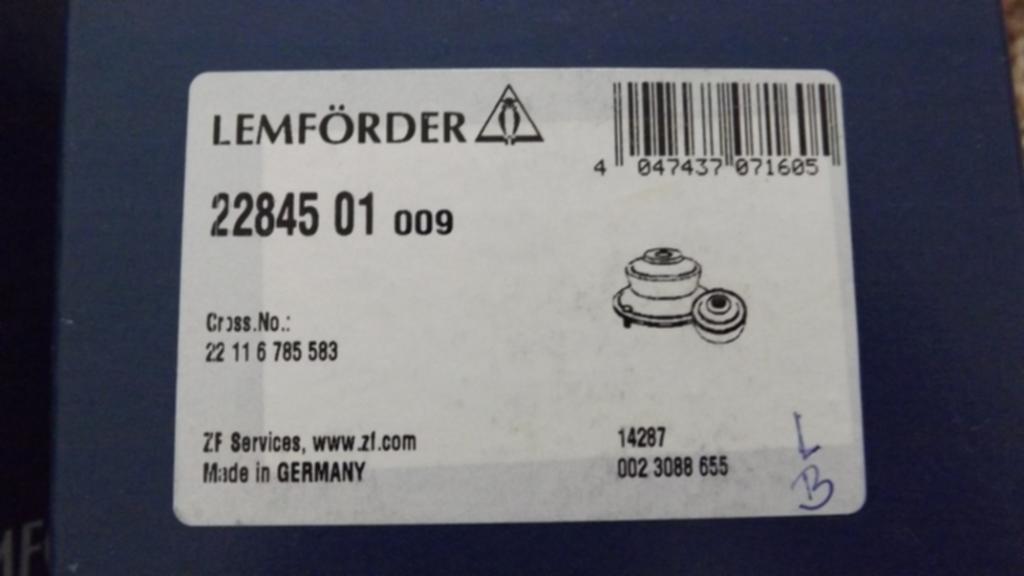 LEMFÖRDER
4 047437 071605
22845 01 009
Cross.No.:
22 11 6 785 583
ZF Services, www.zf.com
Made in GERMANY
14287
002 3088 655
L
B